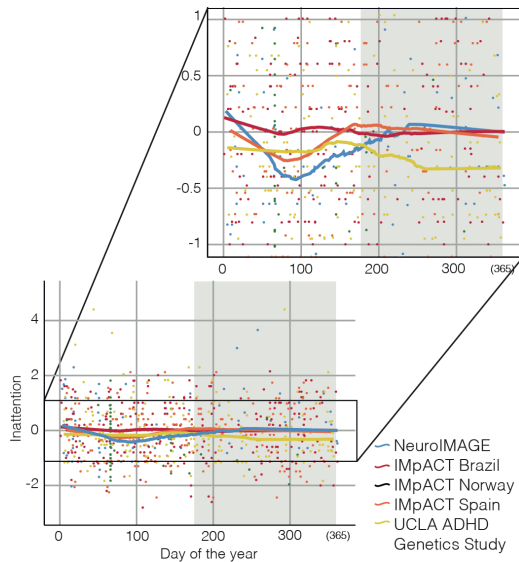 1
0.5
0
-0.5
-1
0
100
200
300
(365)
4
2
0
-2
Inattention
0
100
200
300
(365)
Day of the year
NeuroIMAGE
IMpACT Brazil
IMpACT Norway
IMpACT Spain
UCLA ADHD
Genetics Study